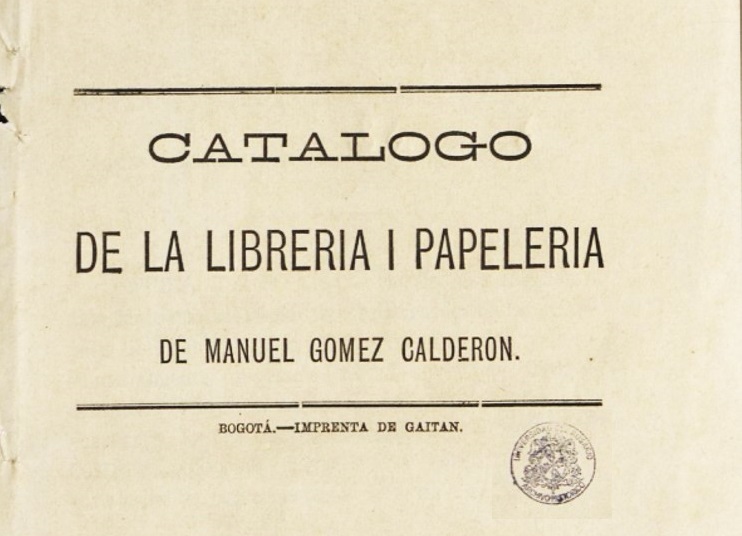 CATALOGO
DE LA LIBRERIA I PAPELERIA
DE MANUEL GOMEZ CALDERON.
BOGOTÁ.—IMPRENTA DE GAITAN.